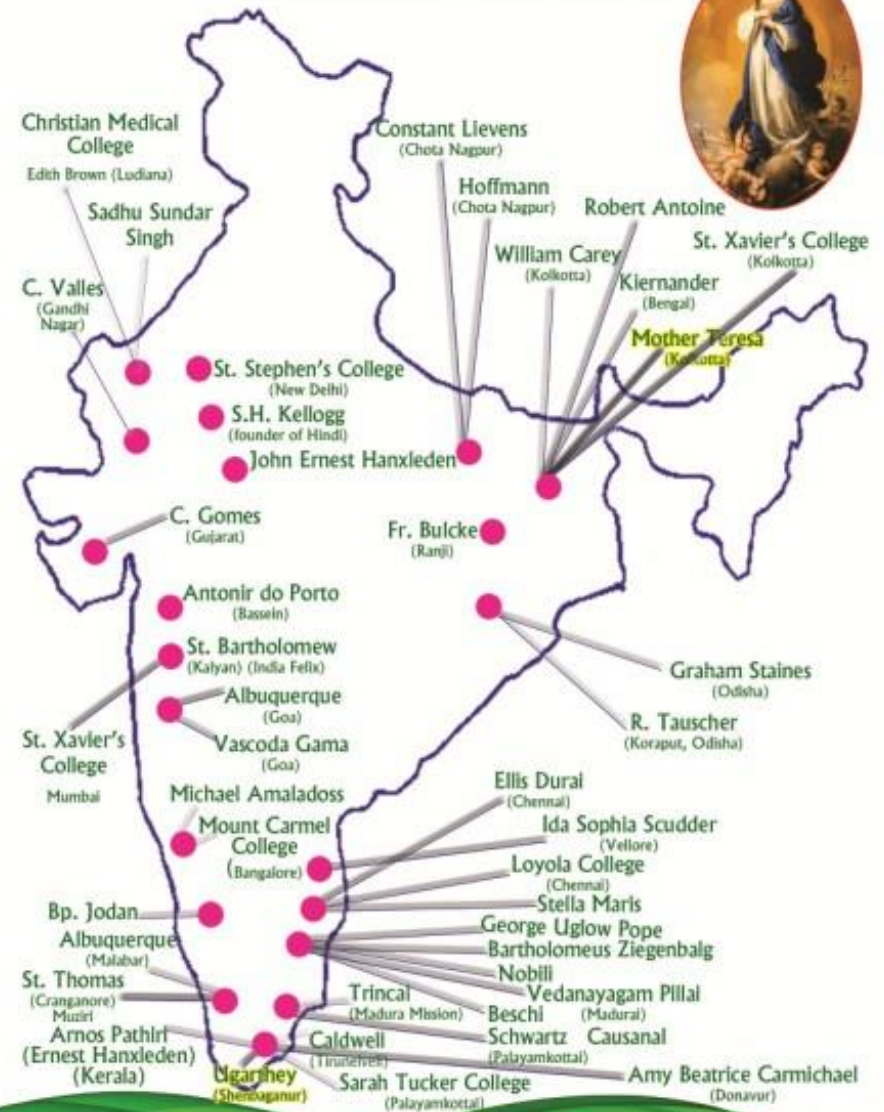 Christian Medical
College
Edith Brown (Ludiana)
Sadhu Sundar
Singh
C. Valles
(Gandhi
Nagar)
Constant Lievens
(Chota Nagpur)
Hoffmann
(Chota Nagpur)
Robert Antoine
William Carey
(Kolkotta)
St. Xavier's College
(Kolkotta)
Kiernander
(Bengal)
Mother Teresa
(Kolkotta)
St. Stephen's College
(New Delhi)
S.H. Kellogg
(founder of Hindi)
John Ernest Hanxleden
C. Gomes
(Gujarat)
Fr. Bulcke
(Ranji)
Antonir do Porto
(Bassein)
St. Bartholomew
(Kalyan) (India Felix)
Albuquerque
(Goa)
Vascoda Gama
(Goa)
St. Xavier's
College
Mumbai
Graham Staines
(Odisha)
R. Tauscher
(Koraput, Odisha)
Michael Amaladoss
Mount Carmel
College
(Bangalore)
Ellis Durai
(Chennai)
Ida Sophia Scudder
(Vellore)
Loyola College
(Chennai)
Stella Maris
George Uglow Pope
Bartholomeus Ziegenbalg
Nobili
Vedanayagam Pillai
Beschi (Madurai)
Schwartz Causanal
(Palayamkottai)
Bp. Jodan
Albuquerque
(Malabar)
St. Thomas
(Cranganore)
Muziri
Arnos Pathiri
(Ernest Hanxleden)
(Kerala)
Trincal
(Madura Mission)
Caldwell
(Tirunelveli)
Ugarthey
(Shenbaganur)
Sarah Tucker College
(Palayamkottai)
Amy Beatrice Carmichael
(Donavur)